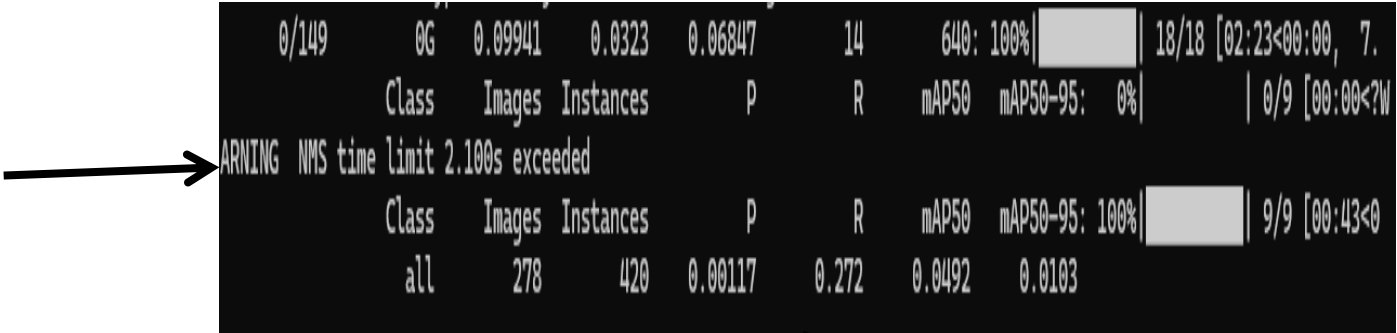 0/149 0G 0.09941 0.0323 0.06847 14 640: 100%| | 18/18 [02:23<00:00, 7.
Class Images Instances P R mAP50 mAP50-95: 0%| | 0/9 [00:00<?W
ARNING NMS time limit 2.100s exceeded
Class Images Instances P R mAP50 mAP50-95: 100%| | 9/9 [00:43<0
all 278 420 0.00117 0.272 0.0492 0.0103